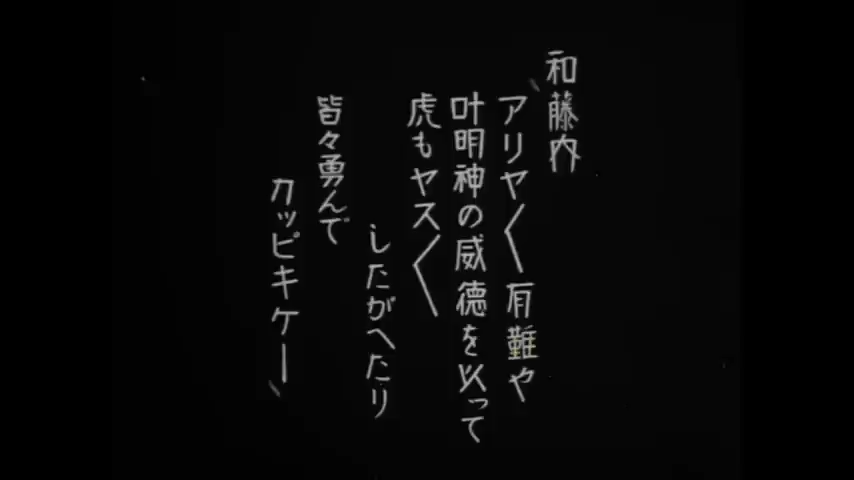 和藤内
アリヤ〱有難や
叶明神の威徳を以って
虎もヤス〱
したがへたり
皆々勇んで
カッピキケー